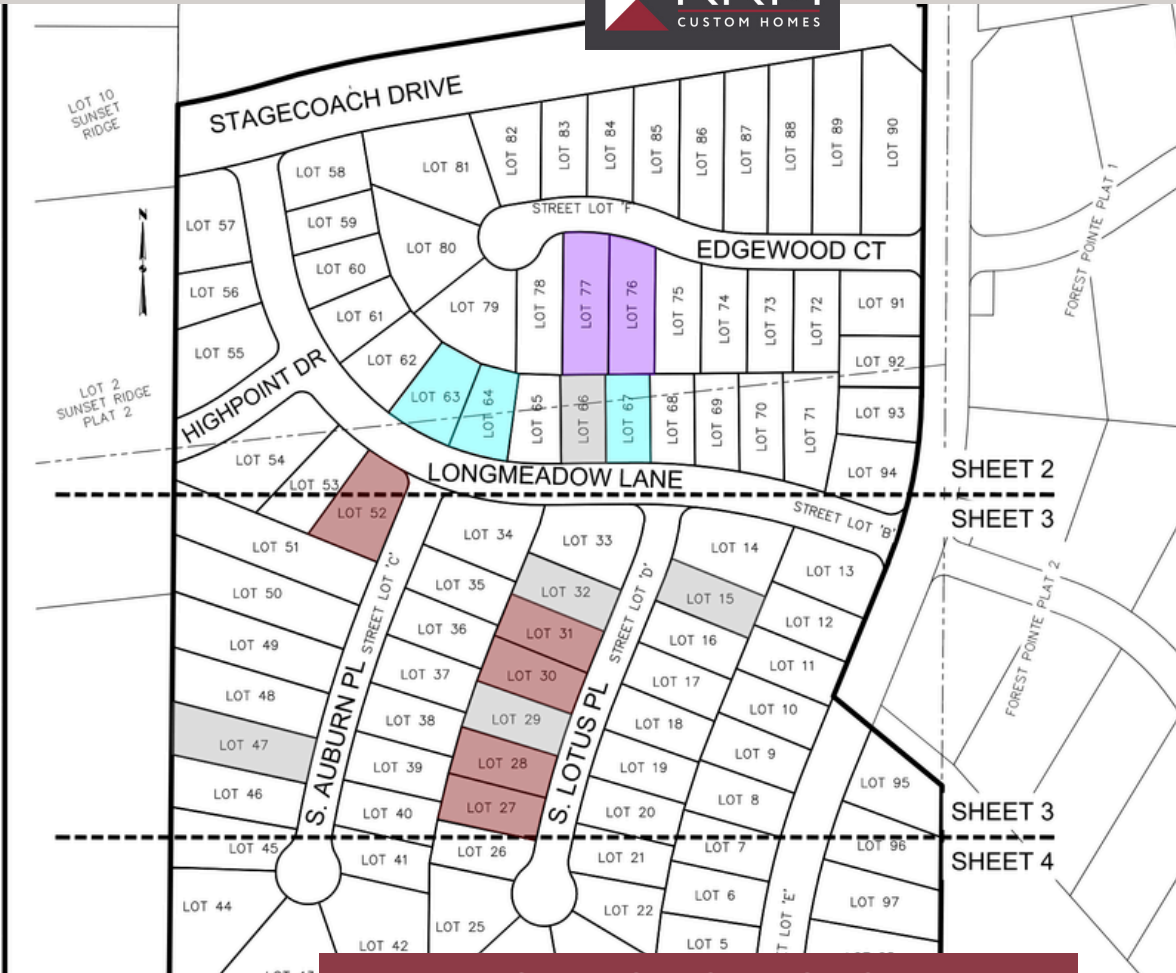 CUSTOM HOMES
LOT 10
SUNSET
RIDGE
STAGECOACH DRIVE
LOT 82
LOT 83
LOT 84
LOT 85
LOT 86
LOT 87
LOT 88
LOT 89
LOT 90
LOT 58
LOT 81
STREET LOT 'F'
FOREST POINTE PLAT 1
LOT 57
LOT 59
N
LOT 80
EDGEWOOD CT
LOT 60
LOT 56
LOT 61
LOT 79
LOT 78
LOT 77
LOT 76
LOT 75
LOT 74
LOT 73
LOT 72
LOT 91
LOT 55
LOT 62
LOT 92
LOT 2
SUNSET RIDGE
PLAT 2
HIGHPOINT DR
LOT 63
LOT 64
LOT 65
LOT 66
LOT 67
LOT 68
LOT 69
LOT 70
LOT 71
LOT 93
LOT 54
LONGMEADOW LANE
LOT 94
SHEET 2
LOT 53
LOT 52
STREET LOT 'B'
SHEET 3
LOT 51
LOT 34
LOT 33
LOT 14
LOT 13
LOT 50
STREET LOT 'C'
LOT 35
LOT 32
STREET LOT 'D'
LOT 15
LOT 12
FOREST POINTE PLAT 2
LOT 49
LOT 36
LOT 31
LOT 16
LOT 11
LOT 48
LOT 37
LOT 30
LOT 17
LOT 10
LOT 47
S. AUBURN PL
LOT 38
LOT 29
S. LOTUS PL
LOT 18
LOT 9
LOT 46
LOT 39
LOT 28
LOT 19
LOT 8
LOT 95
LOT 40
LOT 27
LOT 20
SHEET 3
LOT 45
LOT 41
LOT 26
LOT 21
LOT 7
LOT 96
SHEET 4
LOT 44
LOT 42
LOT 25
LOT 22
LOT 6
LOT 'E'
LOT 97
LOT 5